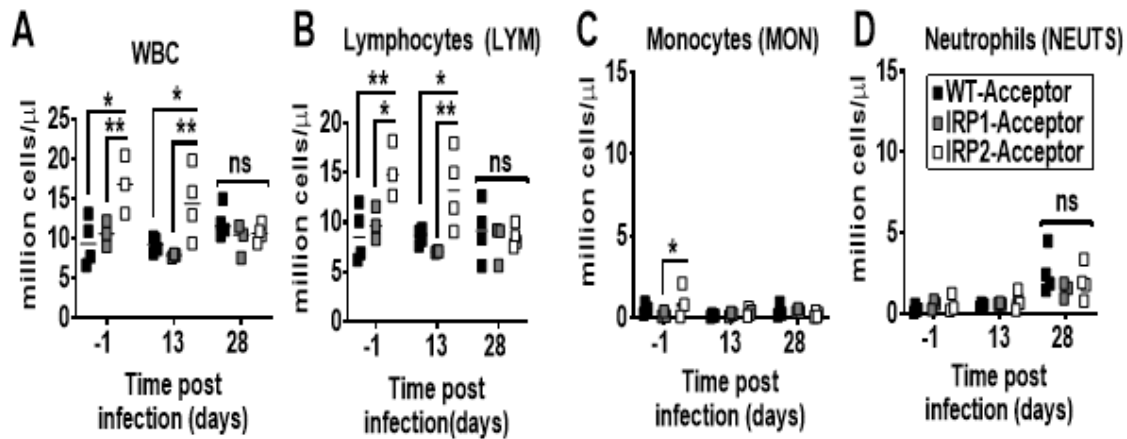 A
WBC
million cells/µl
25
20
15
10
5
0
*
**
*
**
ns
-1 13 28
Time post
infection (days)
B
Lymphocytes (LYM)
million cells/µl
20
15
10
5
0
**
*
*
**
ns
-1 13 28
Time post
infection(days)
C
Monocytes (MON)
million cells/µl
15
10
5
0
*
-1 13 28
Time post
infection (days)
D
Neutrophils (NEUTS)
million cells/µl
15
10
5
0
WT-Acceptor
IRP1-Acceptor
IRP2-Acceptor
ns
-1 13 28
Time post
infection (days)